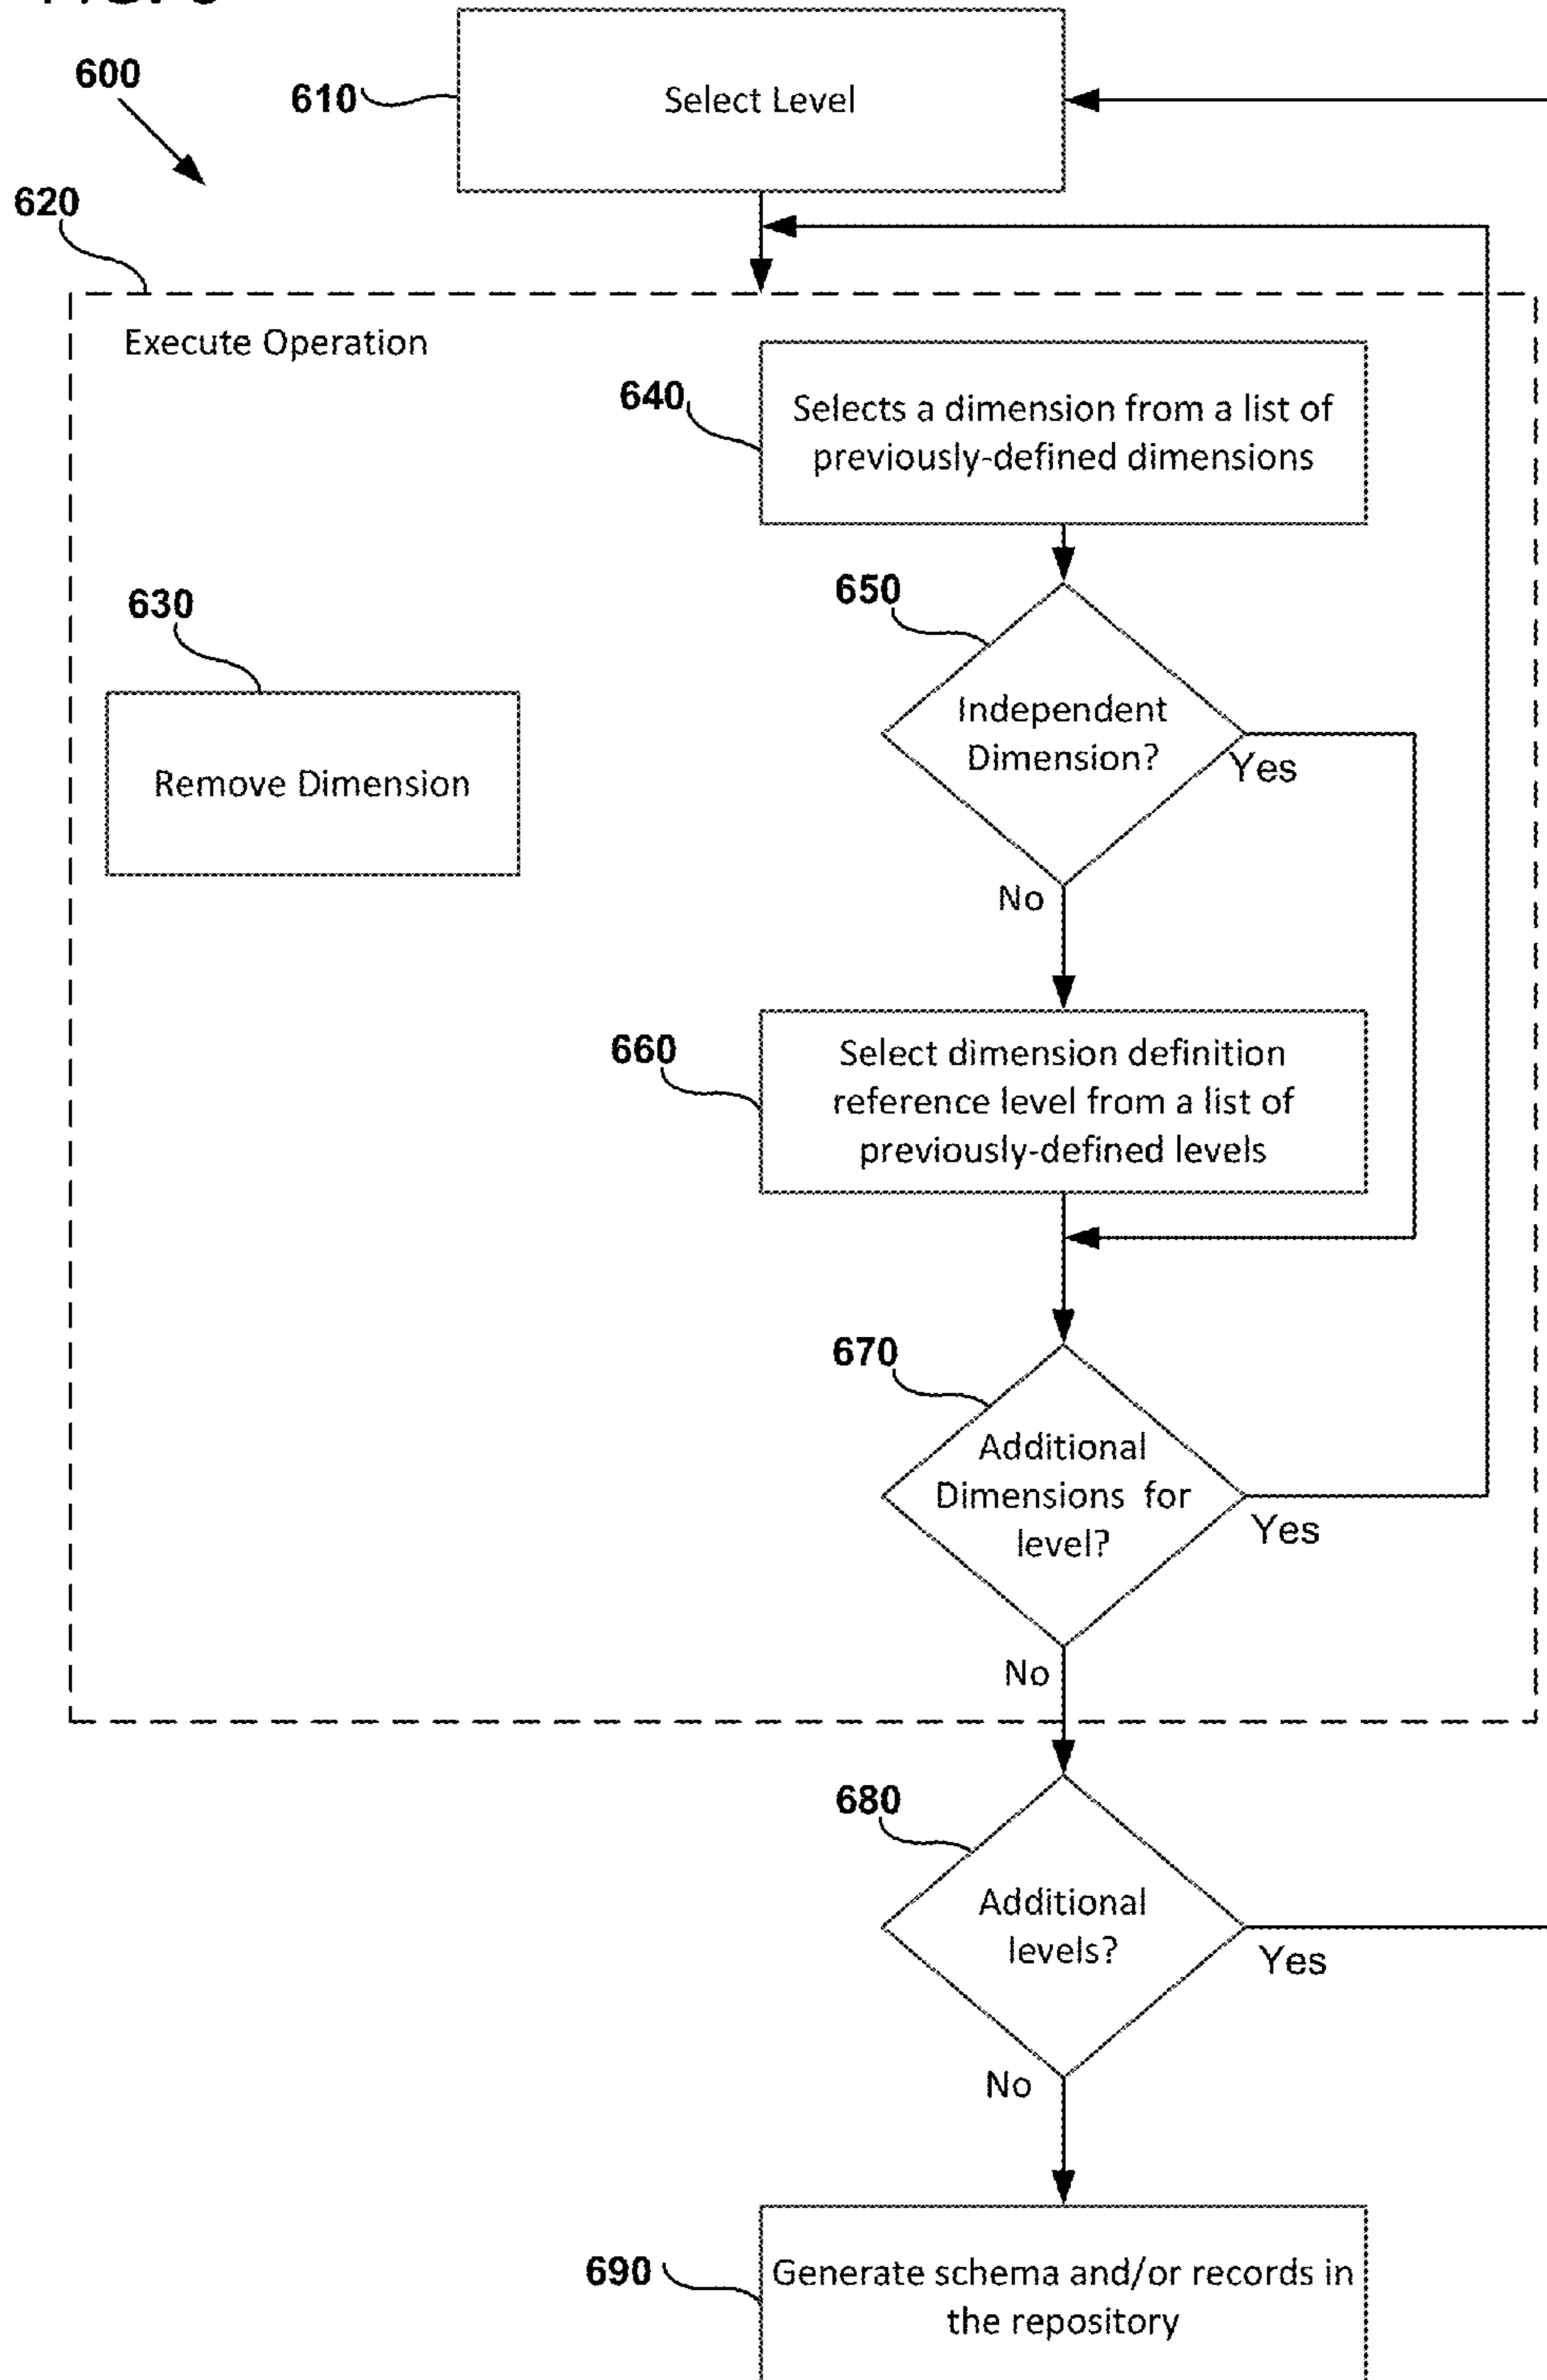 600
610
Select Level
620
Execute Operation
640
Selects a dimension from a list of
previously-defined dimensions
650
630
Independent
Dimension?
Yes
Remove Dimension
No
660
Select dimension definition
reference level from a list of
previously-defined levels
670
Additional
Dimensions for
level?
Yes
No
680
Additional
levels?
Yes
No
690
Generate schema and/or records in
the repository